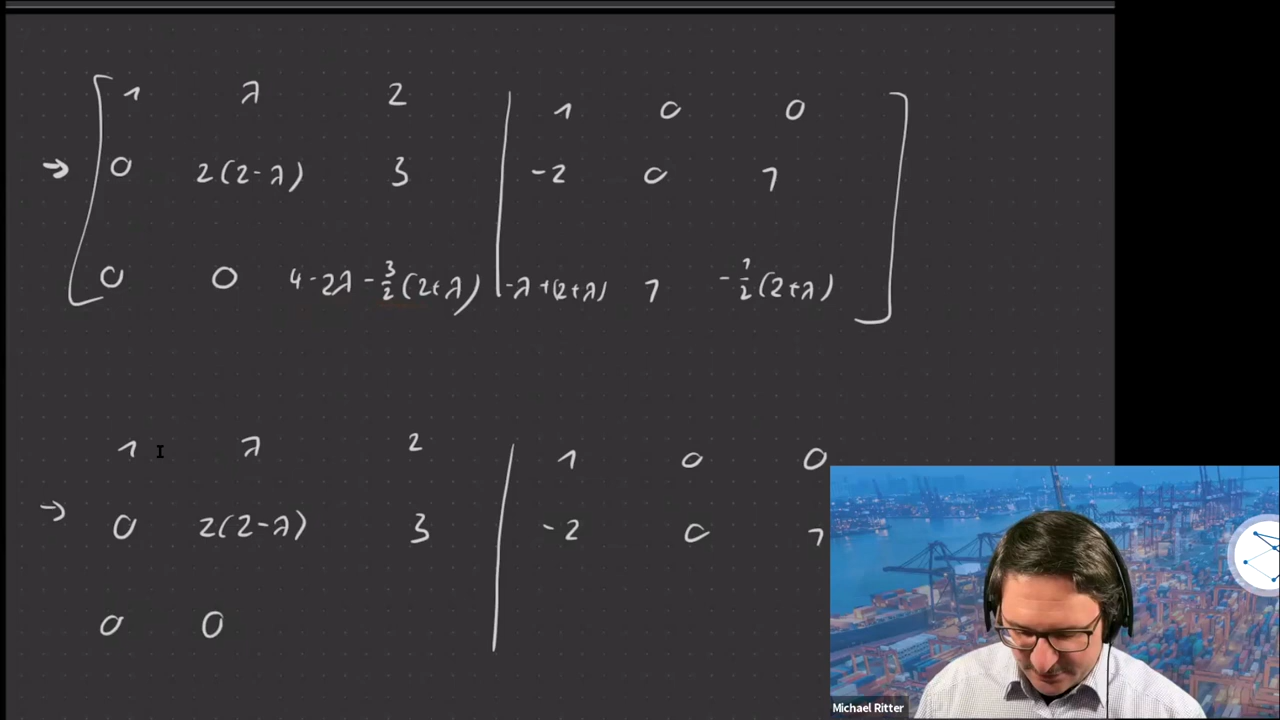 1 λ 2 | 1 0 0
→ 0 2(2-λ) 3 | -2 0 1
0 0 4-2λ-3/2(2+λ) | -λ+(2+λ) 1 -1/2(2+λ)
1 λ 2 | 1 0 0
→ 0 2(2-λ) 3 | -2 0 1
0 0
Michael Ritter